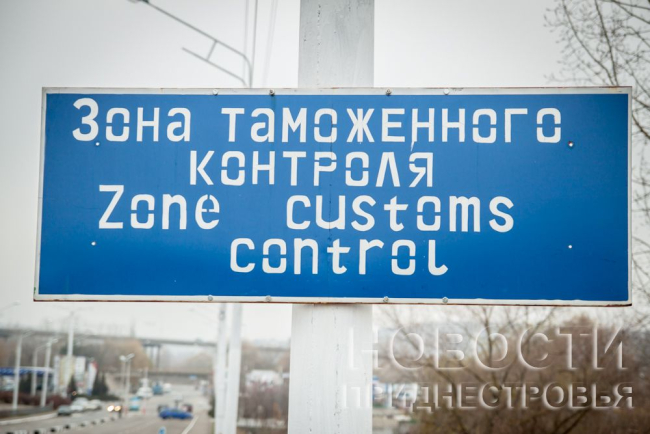 Зона таможенного
контроля
Zone customs
control
НОВОСТИ
ПРИДНЕСТРОВЬЯ